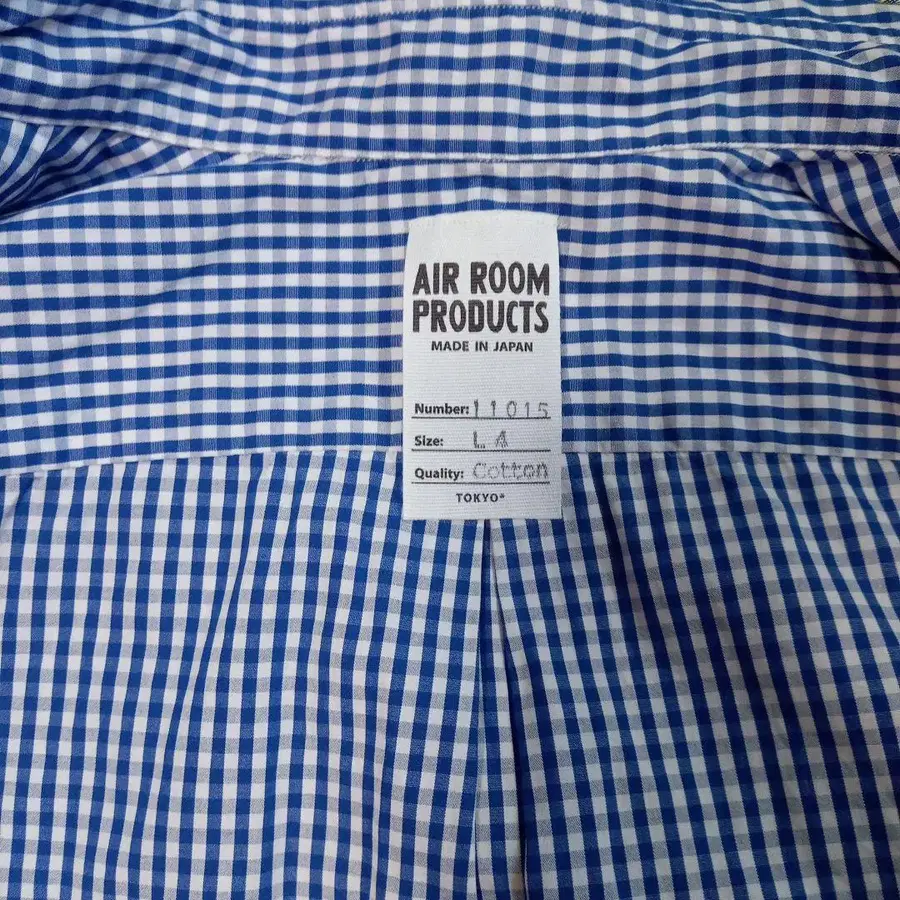 AIR ROOM
PRODUCTS
MADE IN JAPAN
Number: 11015
Size: L 4
Quality: Cotton
TOKYO*